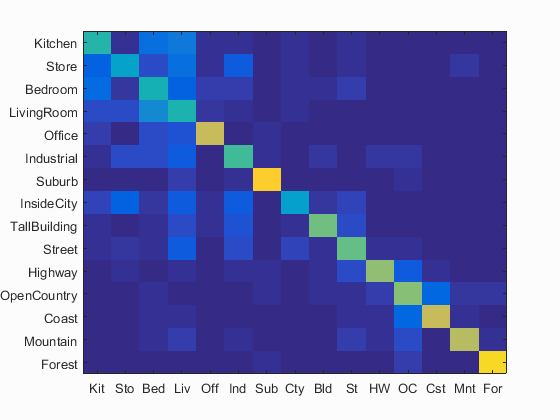 Kitchen
Store
Bedroom
LivingRoom
Office
Industrial
Suburb
InsideCity
TallBuilding
Street
Highway
OpenCountry
Coast
Mountain
Forest
Kit Sto Bed Liv Off Ind Sub Cty Bld St HW OC Cst Mnt For